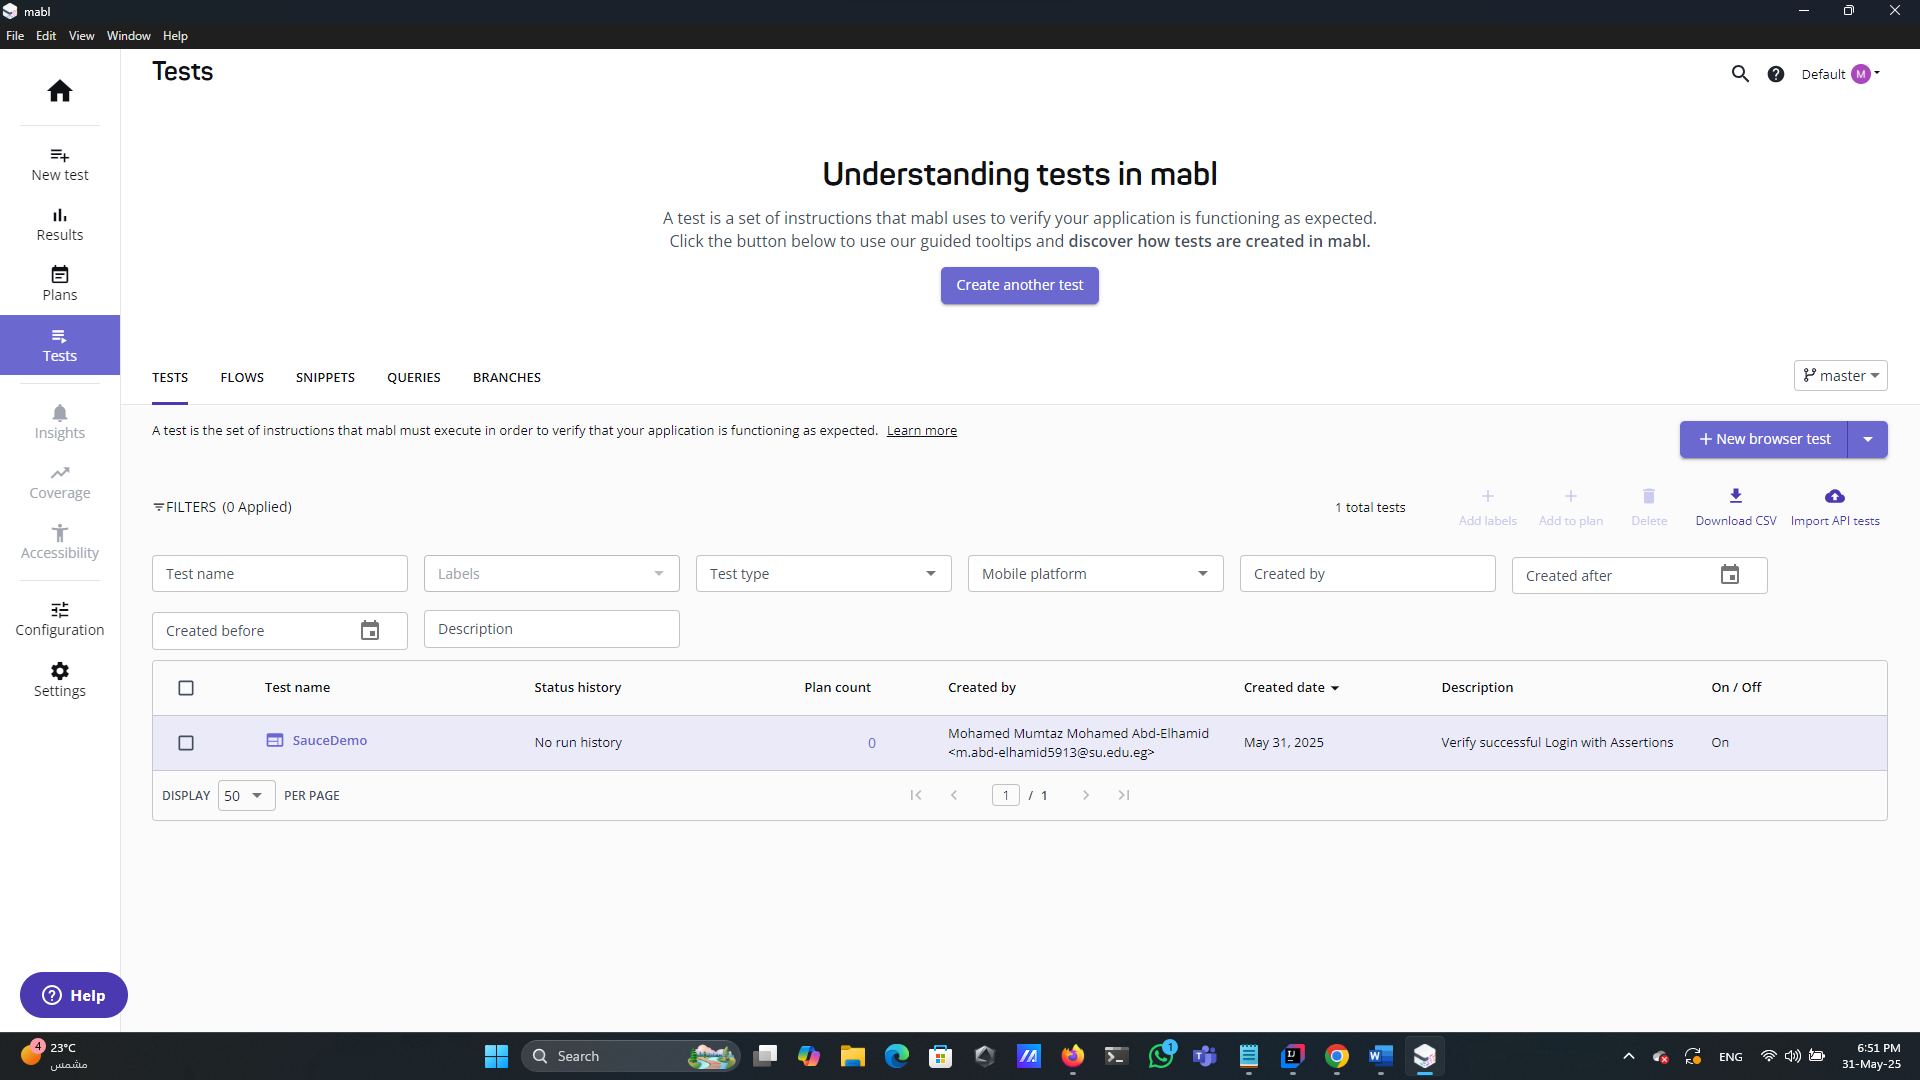 mabl
File Edit View Window Help
Tests
Default M
New test
Results
Plans
Tests
Insights
Coverage
Accessibility
Configuration
Settings
Help
Understanding tests in mabl
A test is a set of instructions that mabl uses to verify your application is functioning as expected.
Click the button below to use our guided tooltips and discover how tests are created in mabl.
Create another test
TESTS FLOWS SNIPPETS QUERIES BRANCHES
master
A test is the set of instructions that mabl must execute in order to verify that your application is functioning as expected. Learn more
New browser test
FILTERS (0 Applied)
1 total tests
Add labels Add to plan Delete Download CSV Import API tests
Test name Labels Test type Mobile platform Created by Created after
Created before Description
Test name Status history Plan count Created by Created date Description On / Off
SauceDemo No run history 0 Mohamed Mumtaz Mohamed Abd-Elhamid <m.abd-elhamid5913@su.edu.eg> May 31, 2025 Verify successful Login with Assertions On
DISPLAY 50 PER PAGE 1 / 1
4 23°C
مشمس
Search
1
ENG
6:51 PM
31-May-25